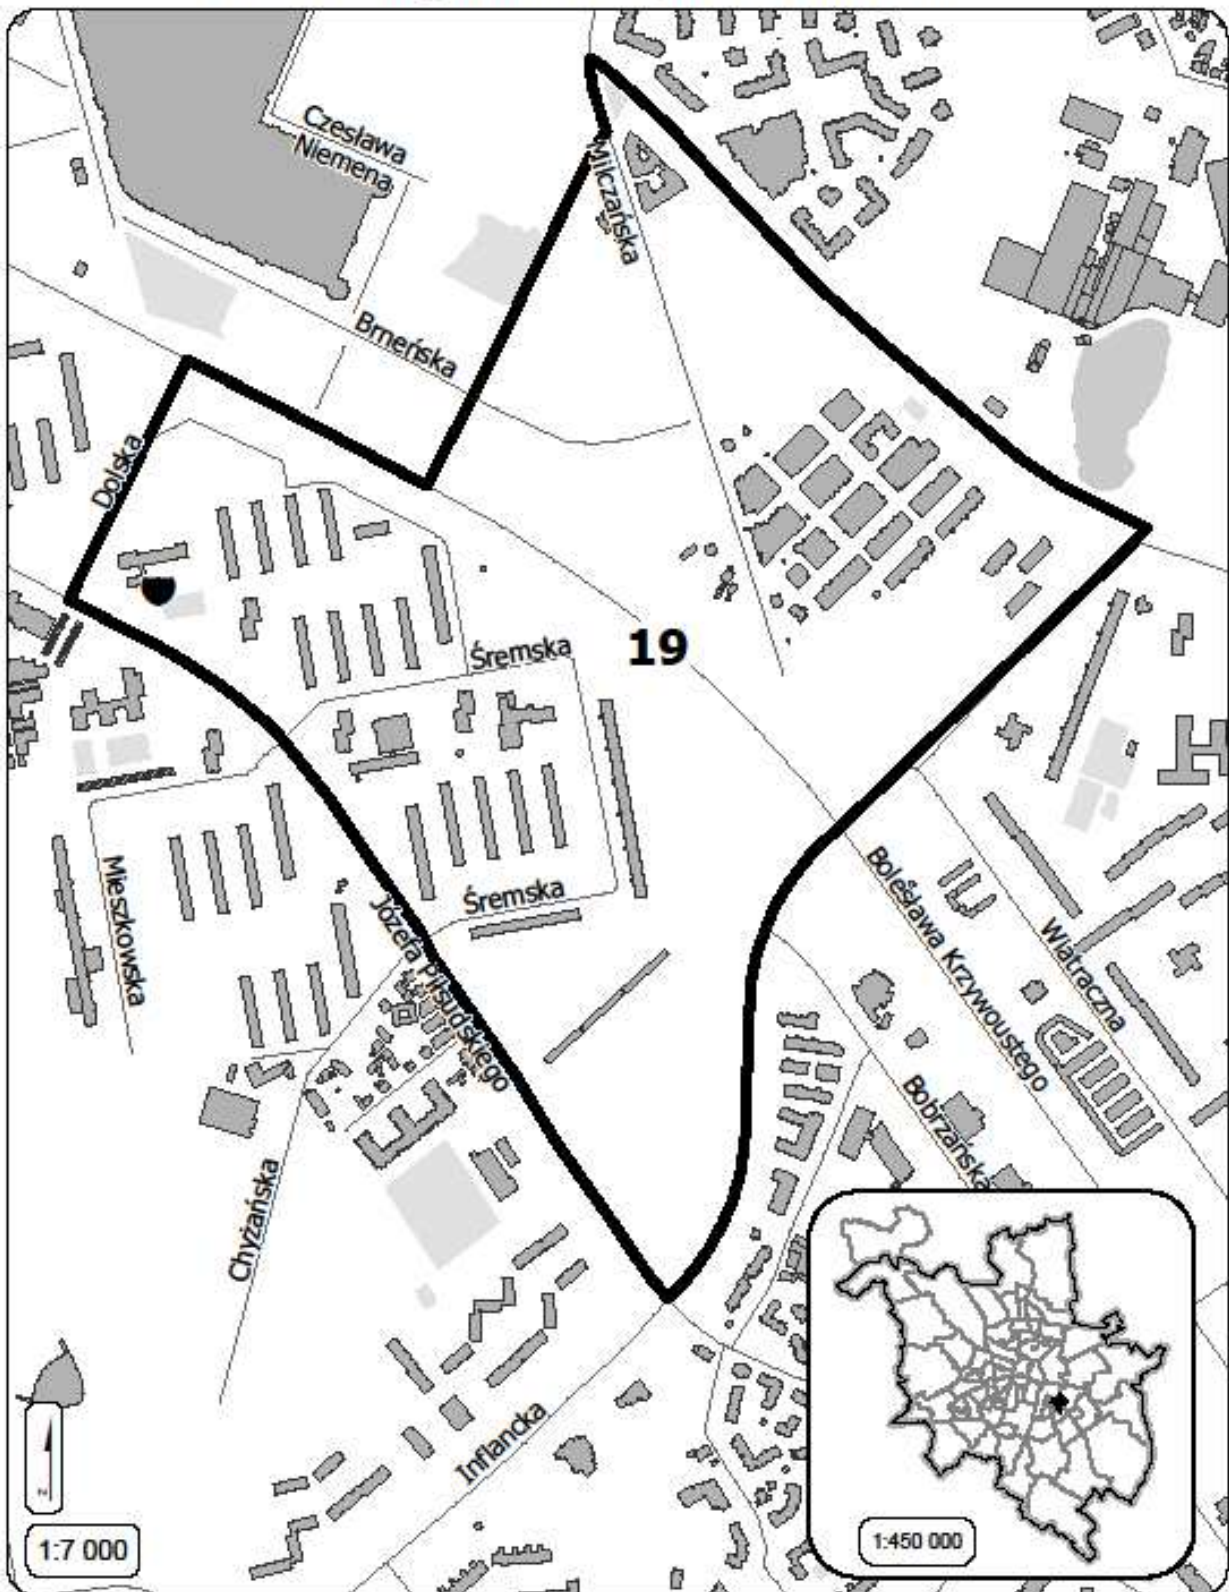 Czesława
Niemena
Milczańska
Brneńska
Dolska
Śremska
19
Śremska
Mieszkowska
Józefa Piłsudskiego
Bolesława Krzywoustego
Wiatraczna
Bobrzańska
Chyżańska
Inflancka
N
1:7 000
1:450 000